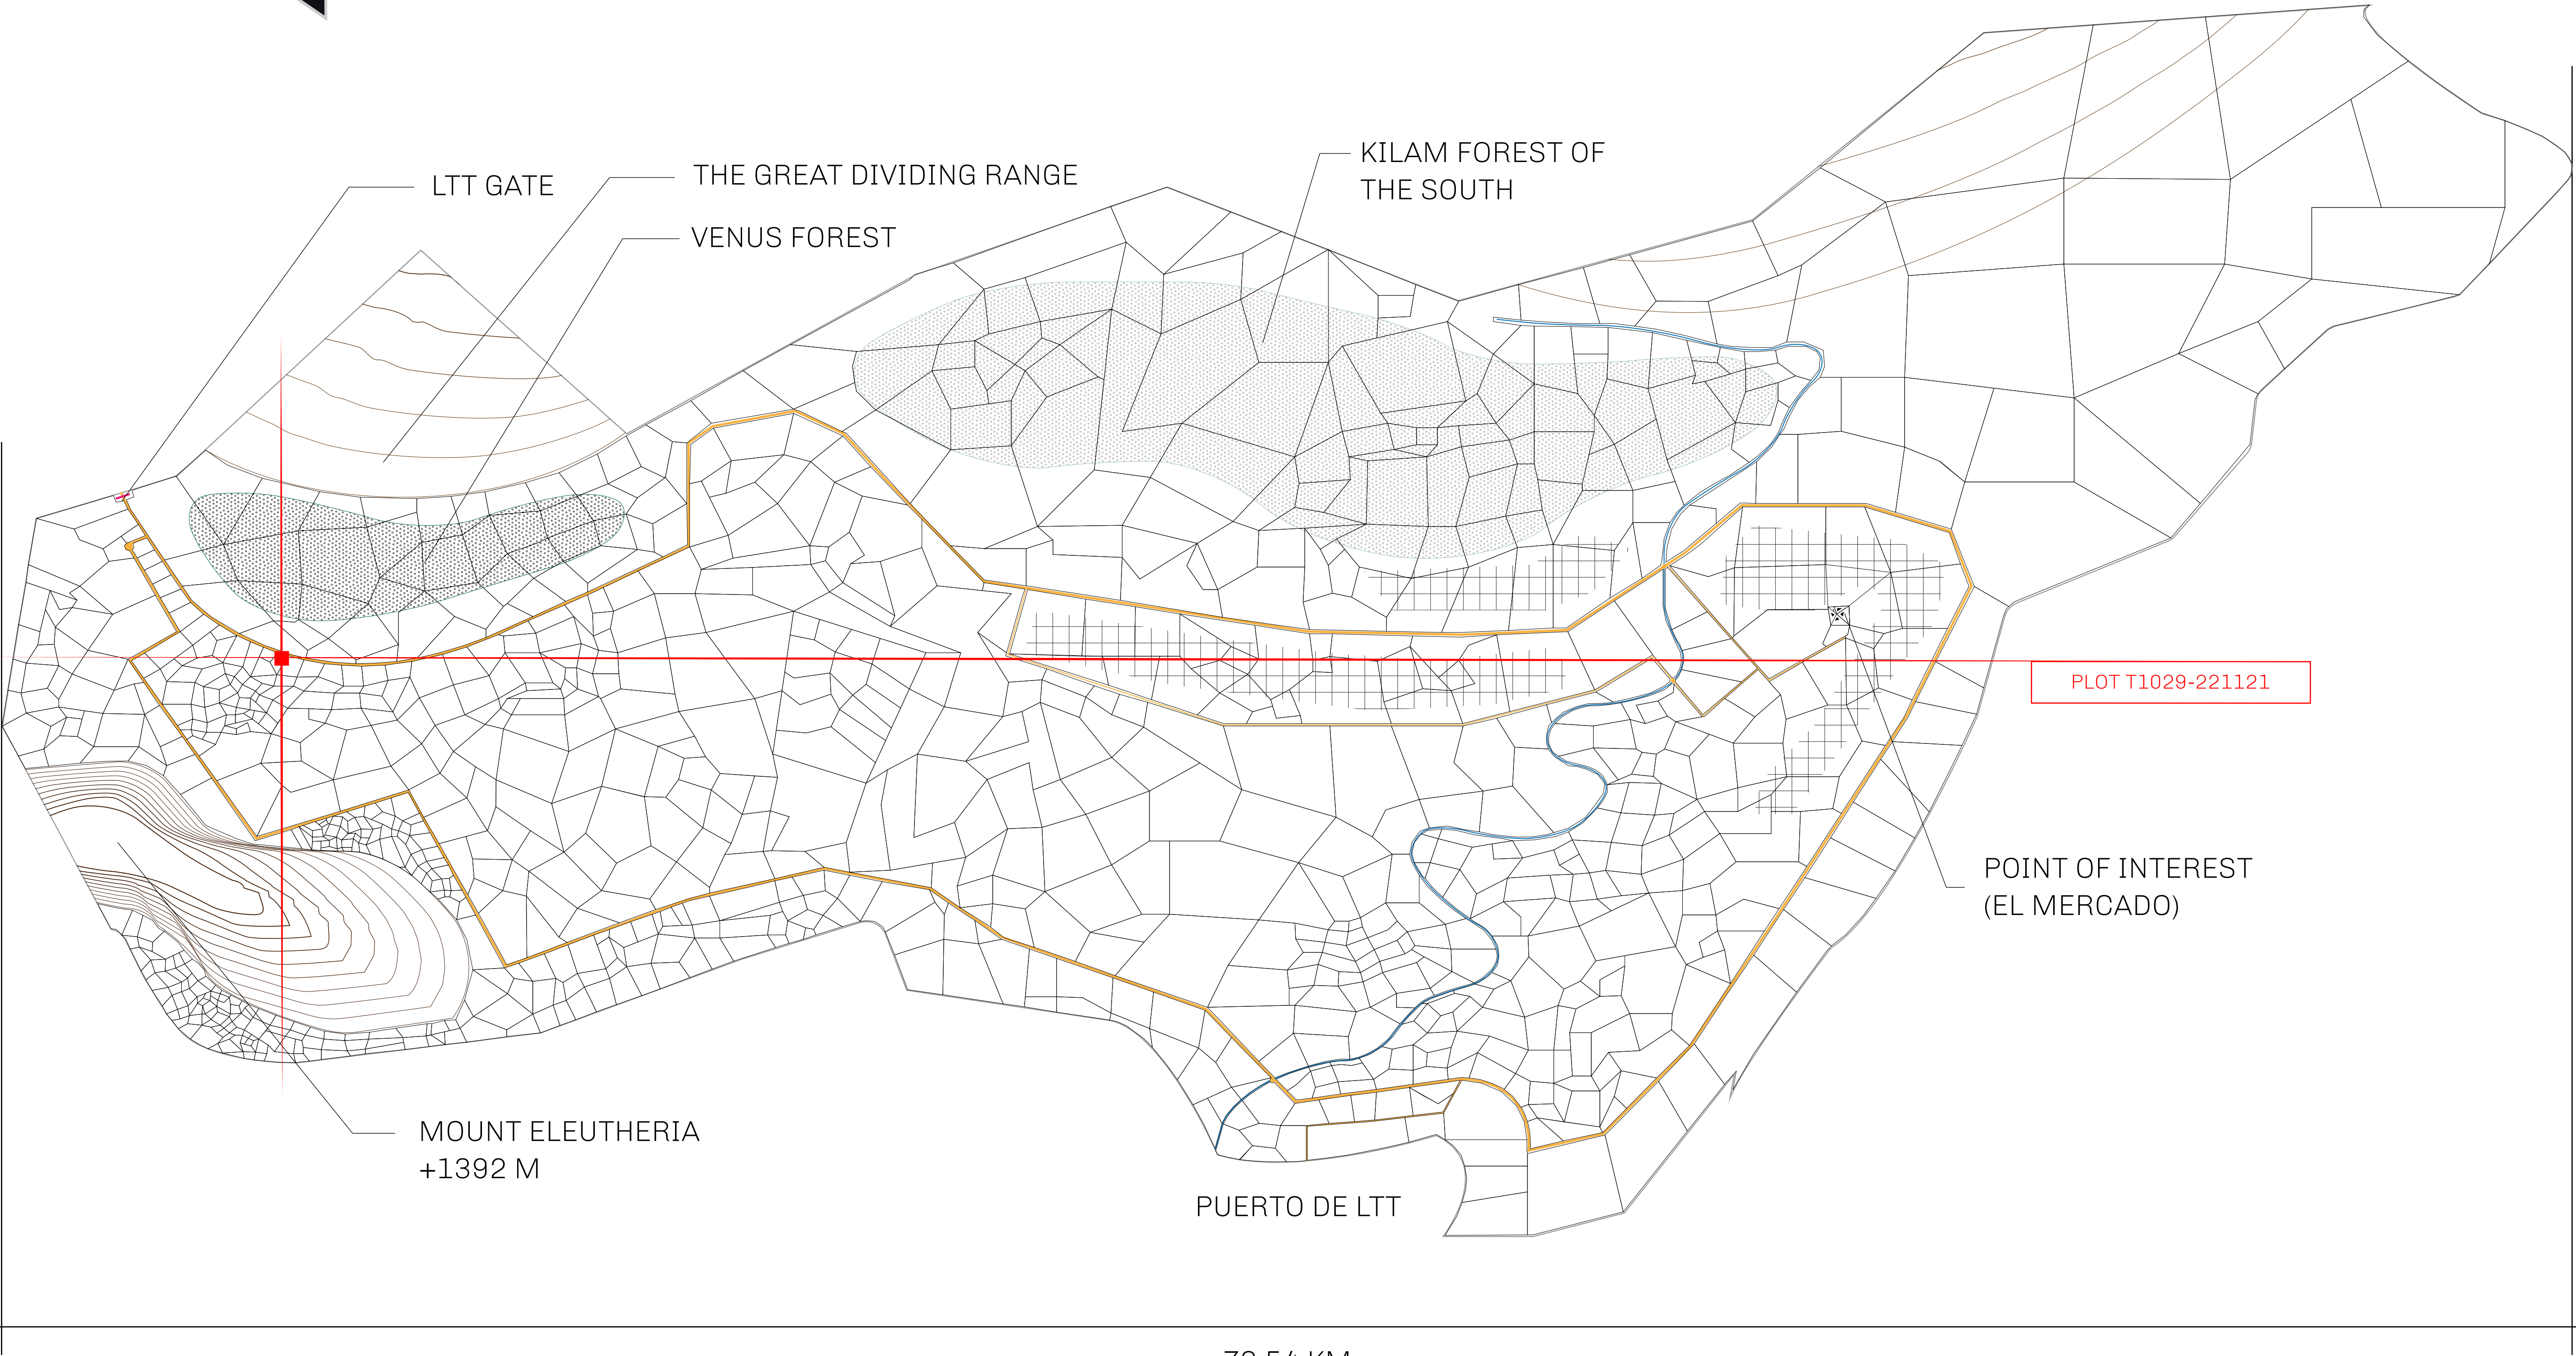 KILAM FOREST OF
THE SOUTH
LTT GATE
THE GREAT DIVIDING RANGE
VENUS FOREST
PLOT T1029-221121
POINT OF INTEREST
(EL MERCADO)
MOUNT ELEUTHERIA
+1392 M
PUERTO DE LTT
KM